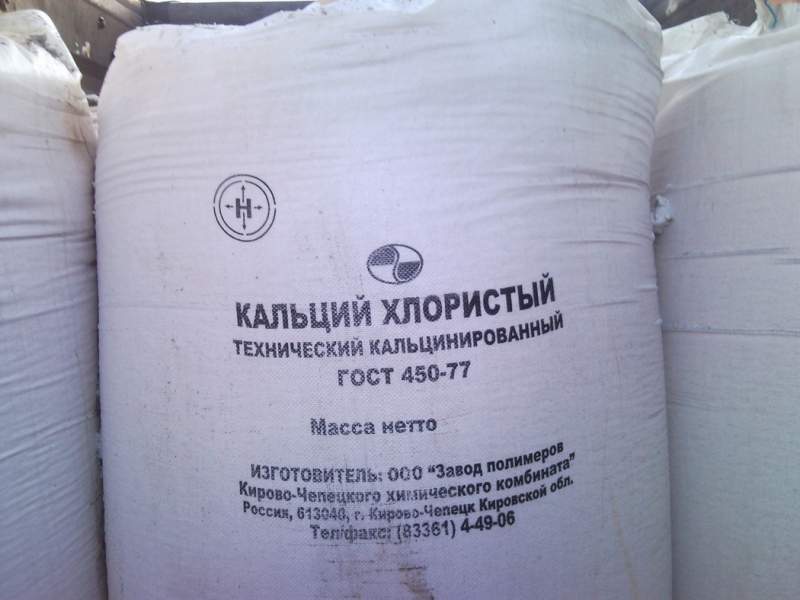 Н
КАЛЬЦИЙ ХЛОРИСТЫЙ
ТЕХНИЧЕСКИЙ КАЛЬЦИНИРОВАННЫЙ
ГОСТ 450-77
Масса нетто
ИЗГОТОВИТЕЛЬ: ООО "Завод полимеров
Кирово-Чепецкого химического комбината"
Россия, 613040, г. Кирово-Чепецк Кировской обл.
Тел/факс: (83361) 4-49-06